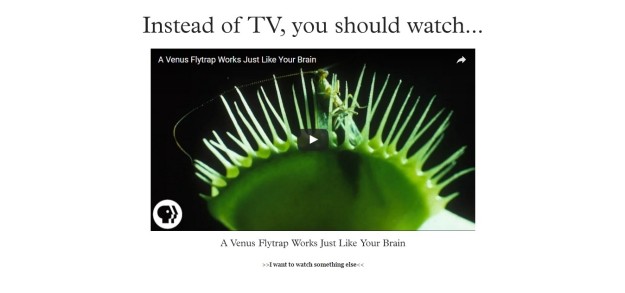 Instead of TV, you should watch...
A Venus Flytrap Works Just Like Your Brain
A Venus Flytrap Works Just Like Your Brain
>>I want to watch something else<<